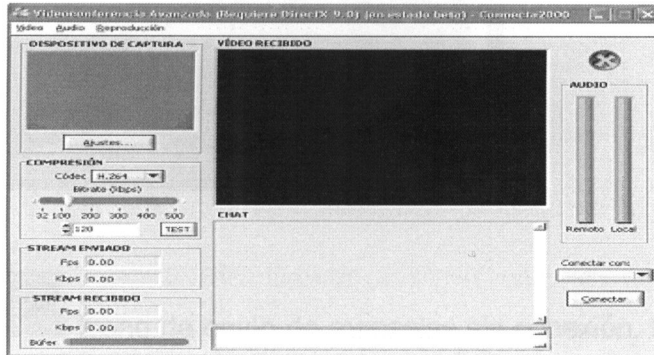 Videoconferencia Avanzada (Requiere DirectX 9.0) (en estado beta) - Connecta2000
Video Audio Reproducción
DISPOSITIVO DE CAPTURA
Ajustes...
COMPRESIÓN
Códec H.264
Bitrate (kbps)
32 100 200 300 400 500
120 TEST
STREAM ENVIADO
Fps 0.00
Kbps 0.00
STREAM RECIBIDO
Fps 0.00
Kbps 0.00
Búfer
VÍDEO RECIBIDO
CHAT
AUDIO
Remoto Local
Conectar con:
Conectar